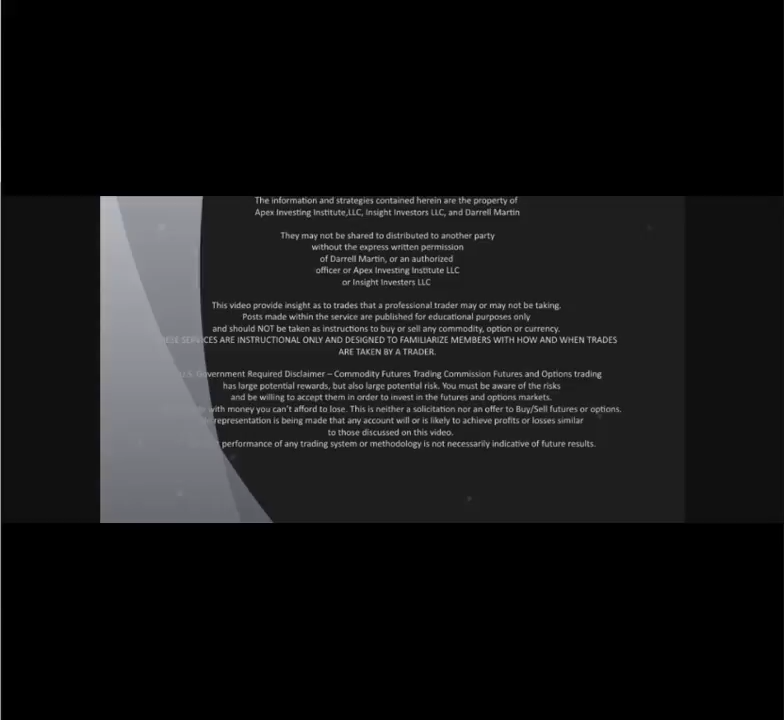 The information and strategies contained herein are the property of
Apex Investing Institute,LLC, Insight Investors LLC, and Darrell Martin
They may not be shared to distributed to another party
without the express written permission
of Darrell Martin, or an authorized
officer or Apex Investing Institute LLC
or Insight Investers LLC
This video provide insight as to trades that a professional trader may or may not be taking.
Posts made within the service are published for educational purposes only
and should NOT be taken as instructions to buy or sell any commodity, option or currency.
SERVICES ARE INSTRUCTIONAL ONLY AND DESIGNED TO FAMILIARIZE MEMBERS WITH HOW AND WHEN TRADES
ARE TAKEN BY A TRADER.
U.S. Government Required Disclaimer – Commodity Futures Trading Commission Futures and Options trading
has large potential rewards, but also large potential risk. You must be aware of the risks
and be willing to accept them in order to invest in the futures and options markets.
with money you can't afford to lose. This is neither a solicitation nor an offer to Buy/Sell futures or options.
representation is being made that any account will or is likely to achieve profits or losses similar
to those discussed on this video.
performance of any trading system or methodology is not necessarily indicative of future results.